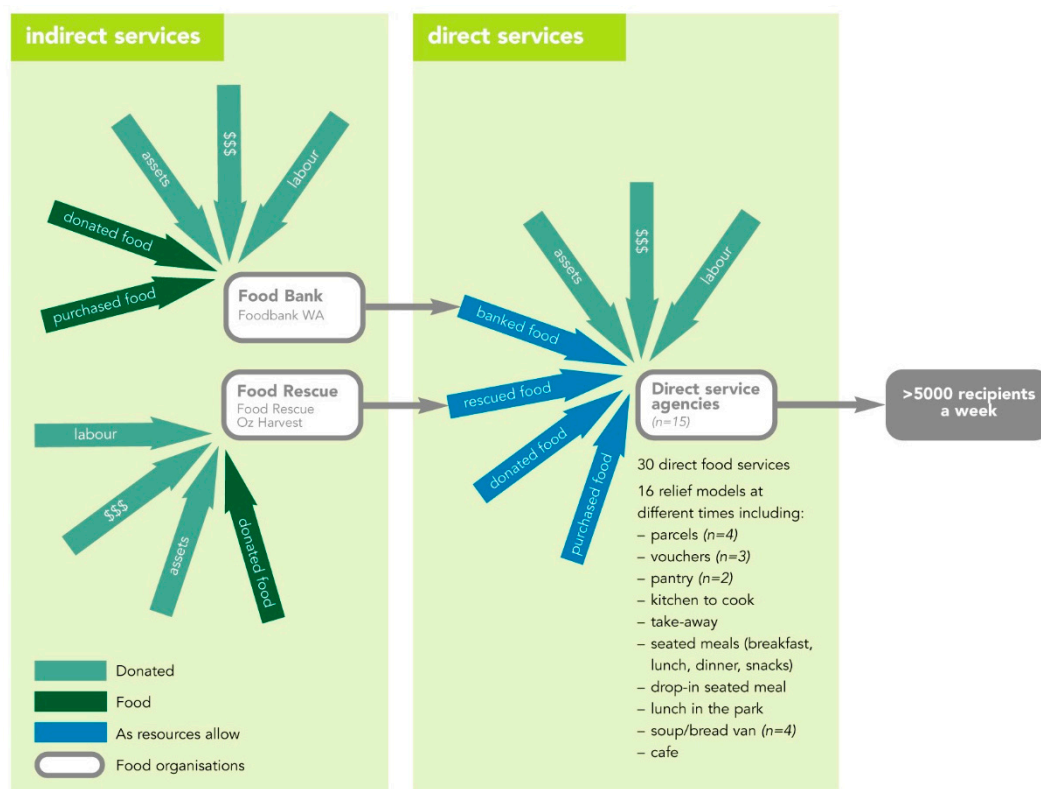 indirect services
assets
$$$
labour
donated food
purchased food
Food Bank
Foodbank WA
Food Rescue
Food Rescue
Oz Harvest
labour
$$$
assets
donated food
Donated
Food
As resources allow
Food organisations
direct services
assets
$$$
labour
banked food
rescued food
donated food
purchased food
Direct service
agencies
(n=15)
30 direct food services
16 relief models at
different times including:
– parcels (n=4)
– vouchers (n=3)
– pantry (n=2)
– kitchen to cook
– take-away
– seated meals (breakfast,
lunch, dinner, snacks)
– drop-in seated meal
– lunch in the park
– soup/bread van (n=4)
– cafe
>5000 recipients
a week